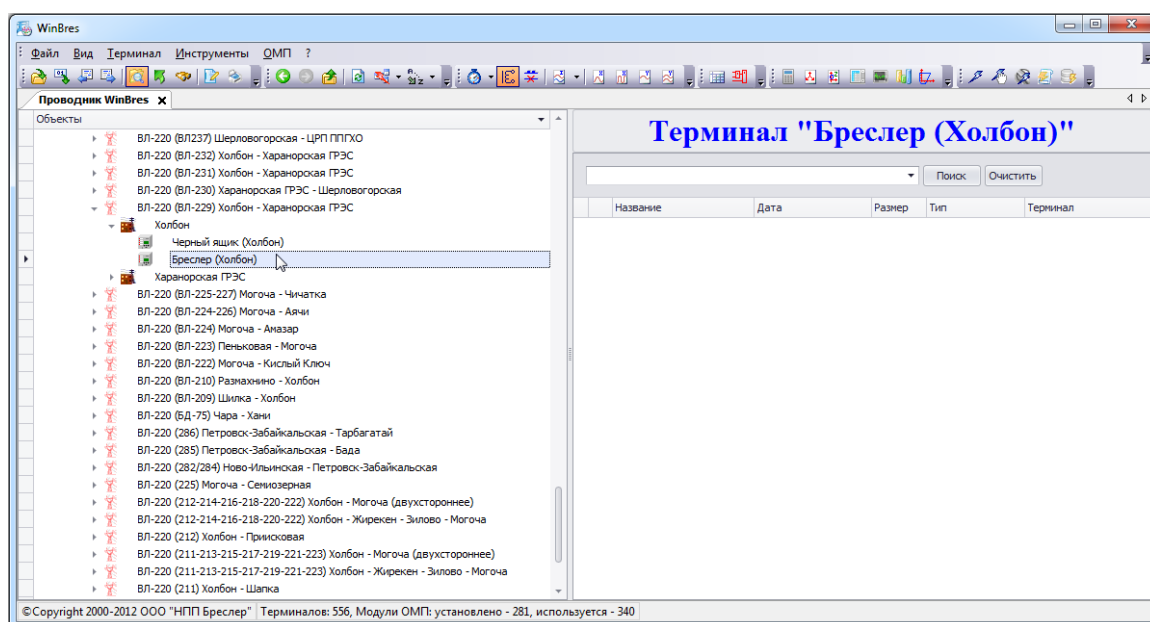 WinBres
Файл Вид Терминал Инструменты ОМП ?
Проводник WinBres X
Объекты
ВЛ-220 (ВЛ237) Шерловогорская - ЦРП ППГХО
ВЛ-220 (ВЛ-232) Холбон - Харанорская ГРЭС
ВЛ-220 (ВЛ-231) Холбон - Харанорская ГРЭС
ВЛ-220 (ВЛ-230) Харанорская ГРЭС - Шерловогорская
ВЛ-220 (ВЛ-229) Холбон - Харанорская ГРЭС
Холбон
Черный ящик (Холбон)
Бреслер (Холбон)
Харанорская ГРЭС
ВЛ-220 (ВЛ-225-227) Могоча - Чичатка
ВЛ-220 (ВЛ-224-226) Могоча - Аячи
ВЛ-220 (ВЛ-224) Могоча - Амазар
ВЛ-220 (ВЛ-223) Пеньковая - Могоча
ВЛ-220 (ВЛ-222) Могоча - Кислый Ключ
ВЛ-220 (ВЛ-210) Размахнино - Холбон
ВЛ-220 (ВЛ-209) Шилка - Холбон
ВЛ-220 (БД-75) Чара - Хани
ВЛ-220 (286) Петровск-Забайкальская - Тарбагатай
ВЛ-220 (285) Петровск-Забайкальская - Бада
ВЛ-220 (282/284) Ново-Ильинская - Петровск-Забайкальская
ВЛ-220 (225) Могоча - Семиозерная
ВЛ-220 (212-214-216-218-220-222) Холбон - Могоча (двухстороннее)
ВЛ-220 (212-214-216-218-220-222) Холбон - Жирекен - Зилово - Могоча
ВЛ-220 (212) Холбон - Приисковая
ВЛ-220 (211-213-215-217-219-221-223) Холбон - Могоча (двухстороннее)
ВЛ-220 (211-213-215-217-219-221-223) Холбон - Жирекен - Зилово - Могоча
ВЛ-220 (211) Холбон - Шапка
Терминал "Бреслер (Холбон)"
Поиск Очистить
Название Дата Размер Тип Терминал
©Copyright 2000-2012 ООО "НПП Бреслер" Терминалов: 556, Модули ОМП: установлено - 281, используется - 340